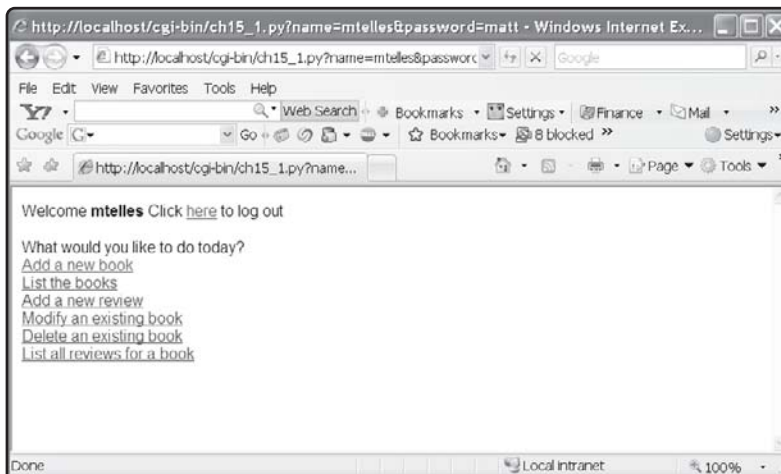 http://localhost/cgi-bin/ch15_1.py?name=mtelles&password=matt - Windows Internet Ex...
http://localhost/cgi-bin/ch15_1.py?name=mtelles&passworc Google
File Edit View Favorites Tools Help
Y7 Web Search Bookmarks Settings Finance Mail »
Google G Go Bookmarks 8 blocked » Settings
http://localhost/cgi-bin/ch15_1.py?name... Page Tools
Welcome mtelles Click here to log out
What would you like to do today?
Add a new book
List the books
Add a new review
Modify an existing book
Delete an existing book
List all reviews for a book
Done Local intranet 100%